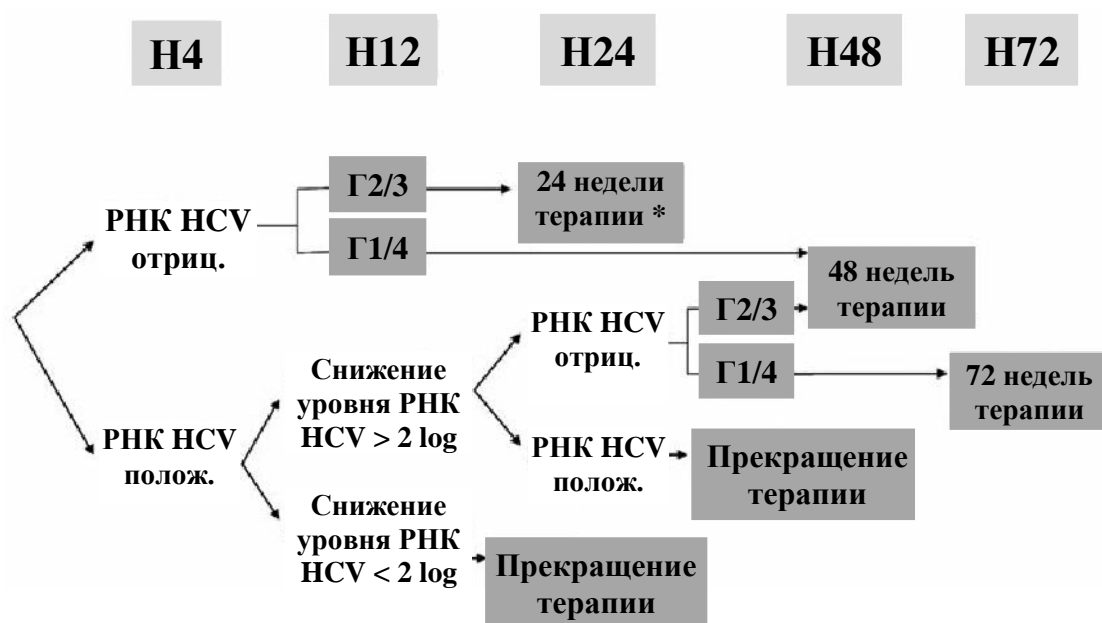 Н4
Н12
Н24
Н48
Н72
Г2/3
24 недели
терапии *
РНК HCV
отриц.
Г1/4
48 недель
терапии
РНК HCV
отриц.
Г2/3
Г1/4
72 недель
терапии
Снижение
уровня РНК
HCV > 2 log
РНК HCV
полож.
РНК HCV
полож.
Прекращение
терапии
Снижение
уровня РНК
HCV < 2 log
Прекращение
терапии